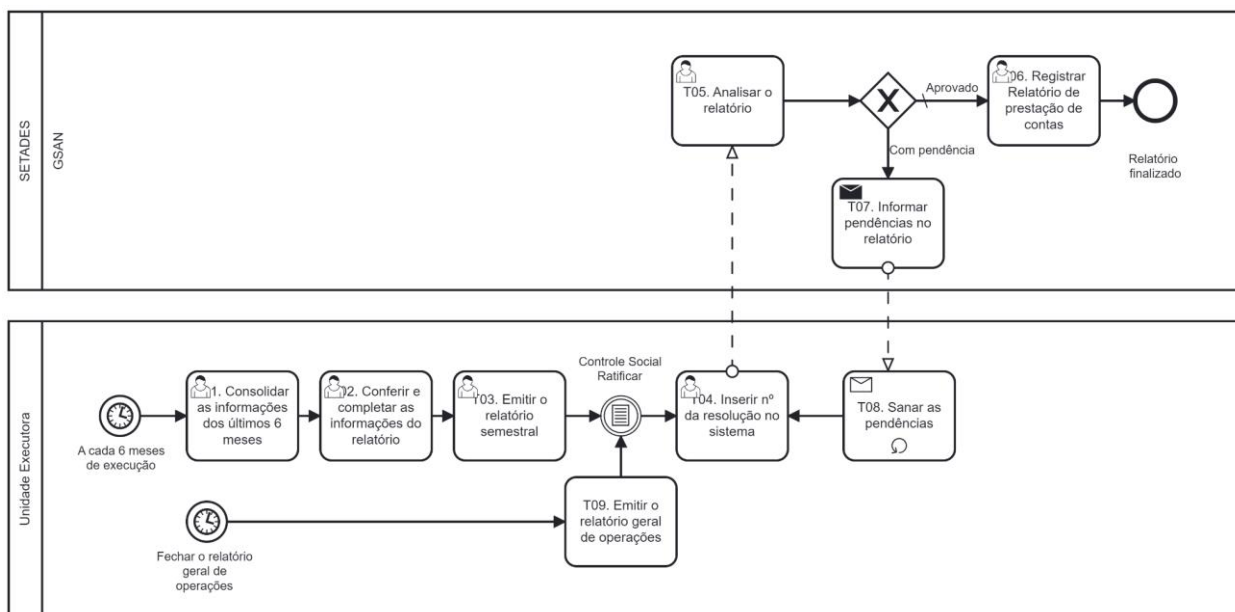 SETADES
GSAN
T05. Analisar o
relatório
Aprovado
06. Registrar
Relatório de
prestação de
contas
Relatório
finalizado
Com pendência
T07. Informar
pendências no
relatório
Unidade Executora
A cada 6 meses
de execução
1. Consolidar
as informações
dos últimos 6
meses
02. Conferir e
completar as
informações do
relatório
T03. Emitir o
relatório
semestral
Controle Social
Ratificar
T04. Inserir nº
da resolução no
sistema
T08. Sanar as
pendências
Fechar o relatório
geral de
operações
T09. Emitir o
relatório geral
de operações